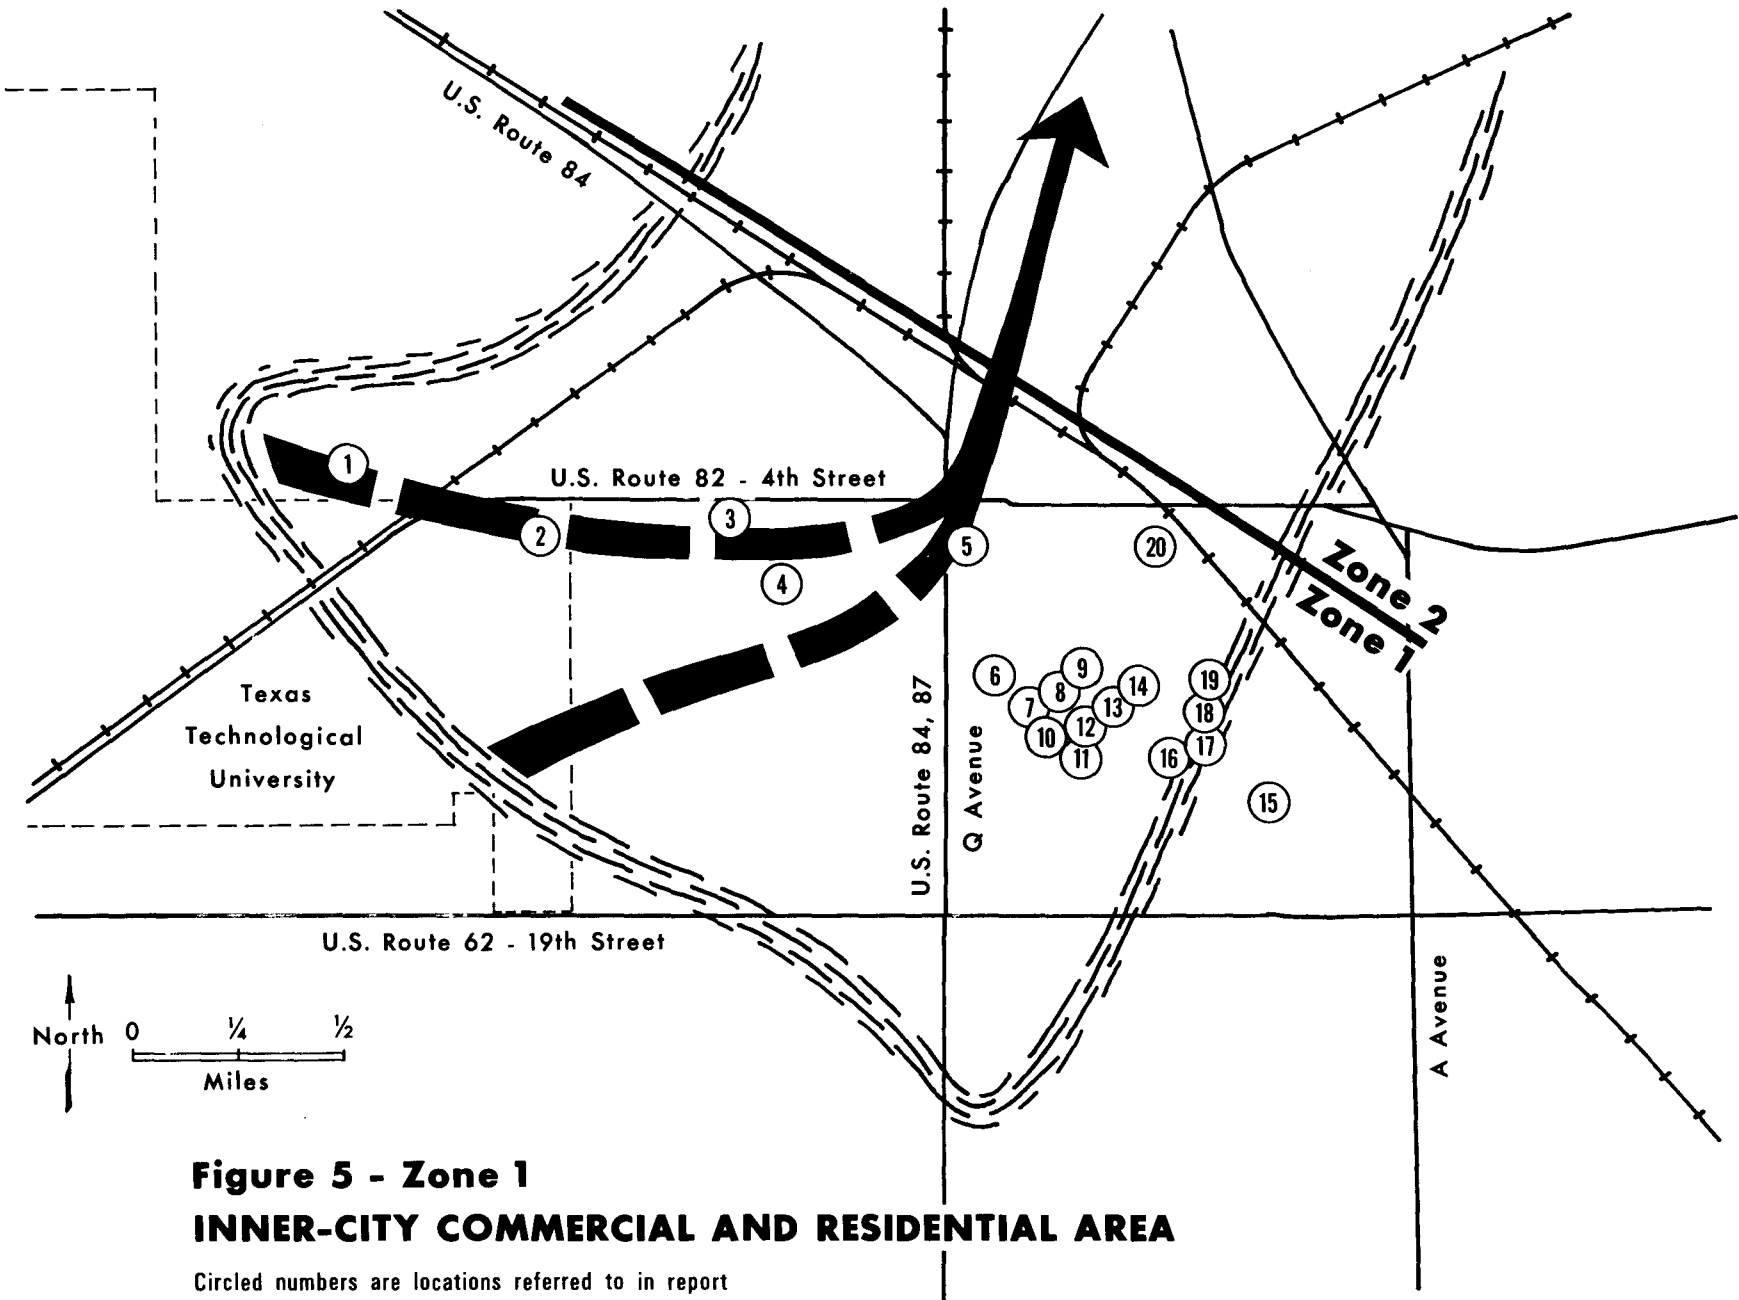 U.S. Route 84
U.S. Route 82 - 4th Street
1
2
3
4
5
20
Zone 2
Zone 1
6
7
8
9
10
11
12
13
14
19
18
17
16
15
Texas
Technological
University
U.S. Route 84, 87
Q Avenue
U.S. Route 62 - 19th Street
A Avenue
North
0 ¼ ½
Miles
Figure 5 - Zone 1
INNER-CITY COMMERCIAL AND RESIDENTIAL AREA
Circled numbers are locations referred to in report